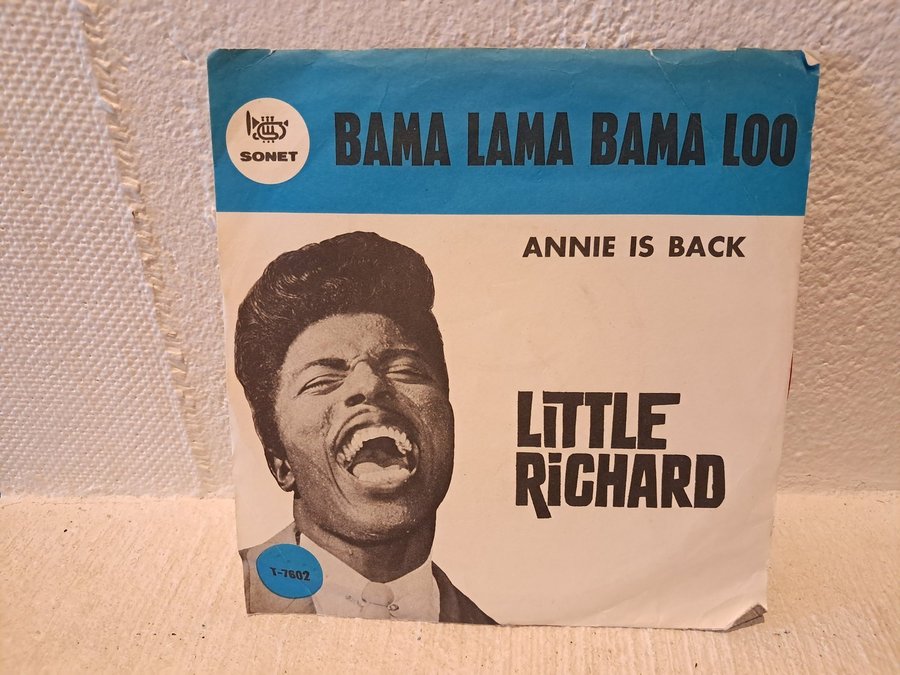 SONET
BAMA LAMA BAMA LOO
ANNIE IS BACK
LiTTLE
RiCHARD
T-7602